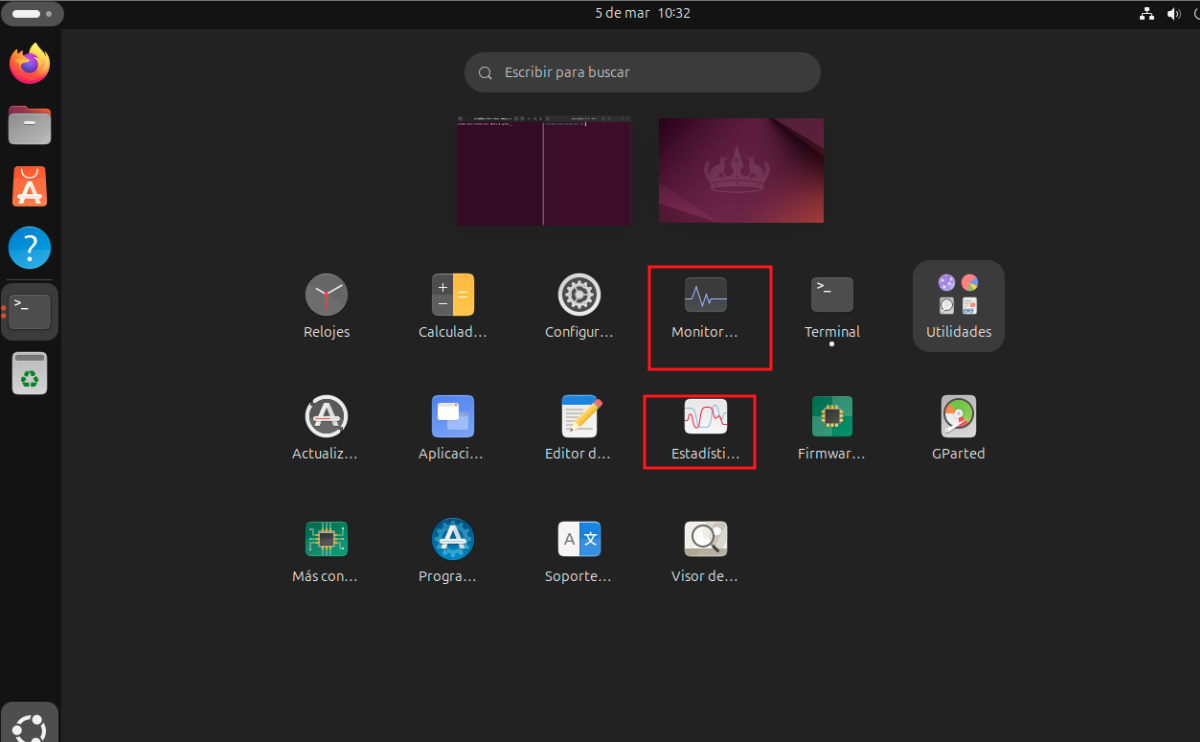 5 de mar 10:32
Escribir para buscar
Relojes
Calculad...
Configur...
Monitor...
Terminal
Utilidades
Actualiz...
Aplicaci...
Editor d...
Estadísti...
Firmwar...
GParted
Más con...
Progra...
Soporte...
Visor de...